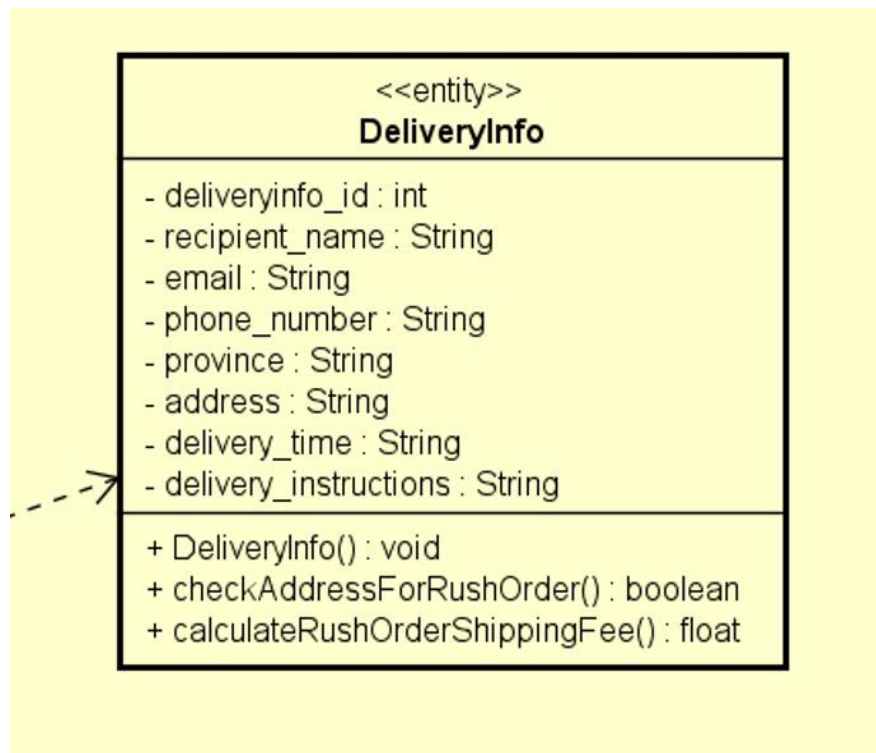 <<entity>>
DeliveryInfo
- deliveryinfo_id : int
- recipient_name : String
- email : String
- phone_number : String
- province : String
- address : String
- delivery_time : String
- delivery_instructions : String
+ DeliveryInfo() : void
+ checkAddressForRushOrder() : boolean
+ calculateRushOrderShippingFee() : float